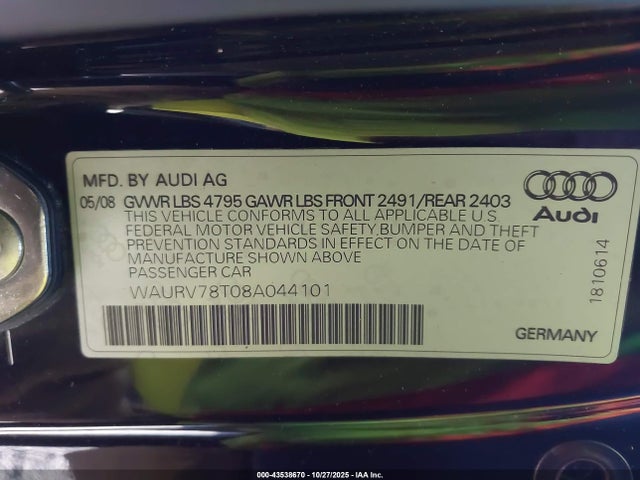 MFD. BY AUDI AG
05/08 GVWR LBS 4795 GAWR LBS FRONT 2491/REAR 2403
THIS VEHICLE CONFORMS TO ALL APPLICABLE U.S.
FEDERAL MOTOR VEHICLE SAFETY,BUMPER AND THEFT
PREVENTION STANDARDS IN EFFECT ON THE DATE OF
MANUFACTURE SHOWN ABOVE
PASSENGER CAR
WAURV78T08A044101
Audi
1810614
GERMANY
000-43538670 - 10/27/2025 - IAA Inc.